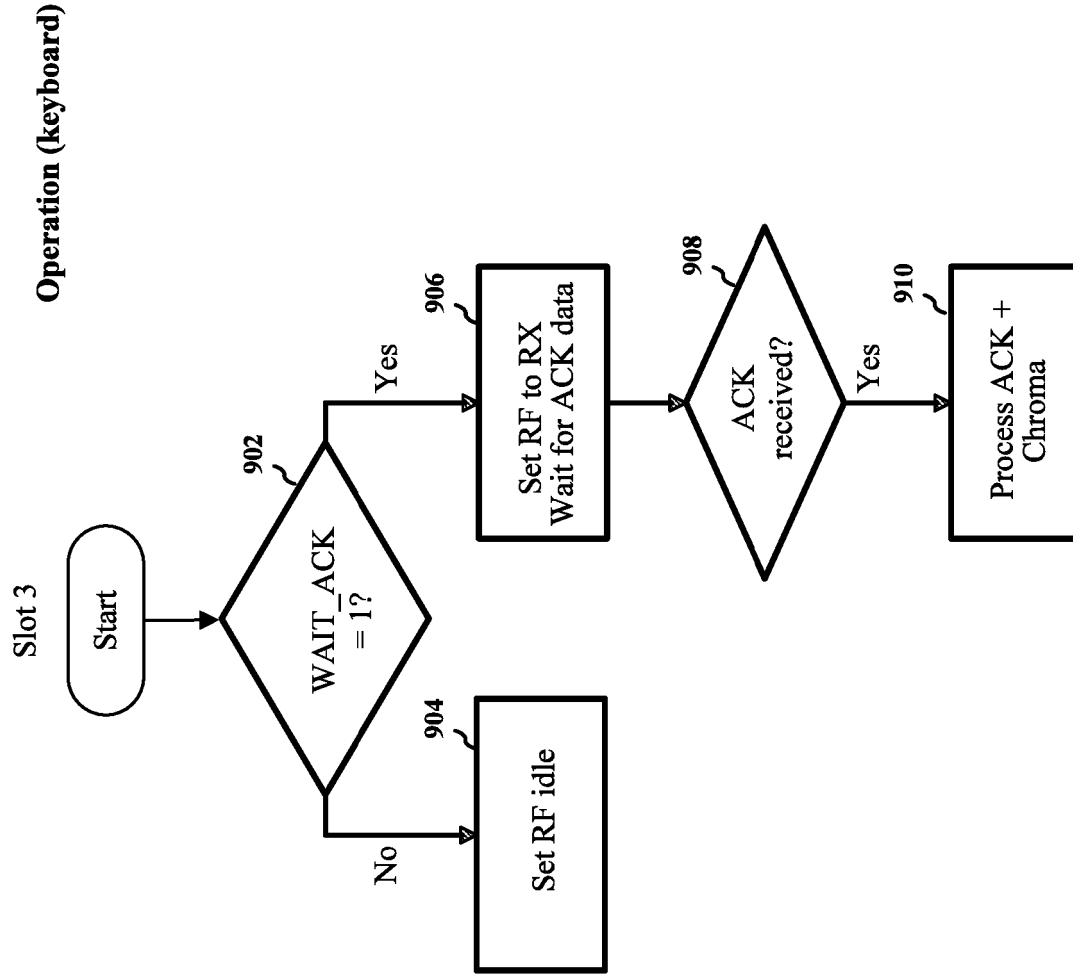 Operation (keyboard)
Slot 3
Start
902
WAIT_ACK
= 1?
No
Yes
904
Set RF idle
906
Set RF to RX
Wait for ACK data
908
ACK
received?
Yes
910
Process ACK +
Chroma